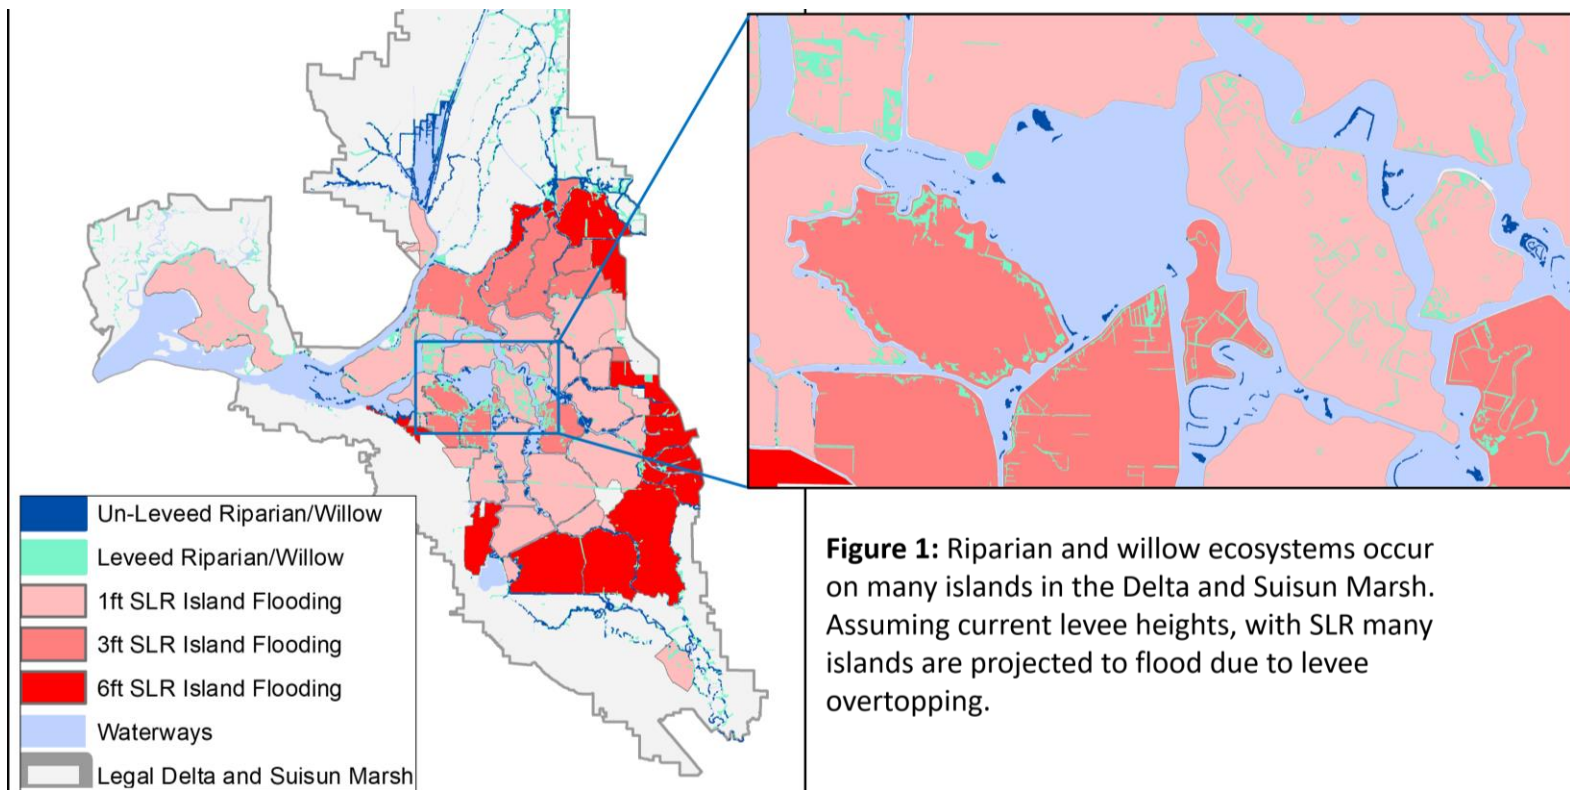 Un-Leveed Riparian/Willow
Leveed Riparian/Willow
1ft SLR Island Flooding
3ft SLR Island Flooding
6ft SLR Island Flooding
Waterways
Legal Delta and Suisun Marsh
Figure 1: Riparian and willow ecosystems occur
on many islands in the Delta and Suisun Marsh.
Assuming current levee heights, with SLR many
islands are projected to flood due to levee
overtopping.